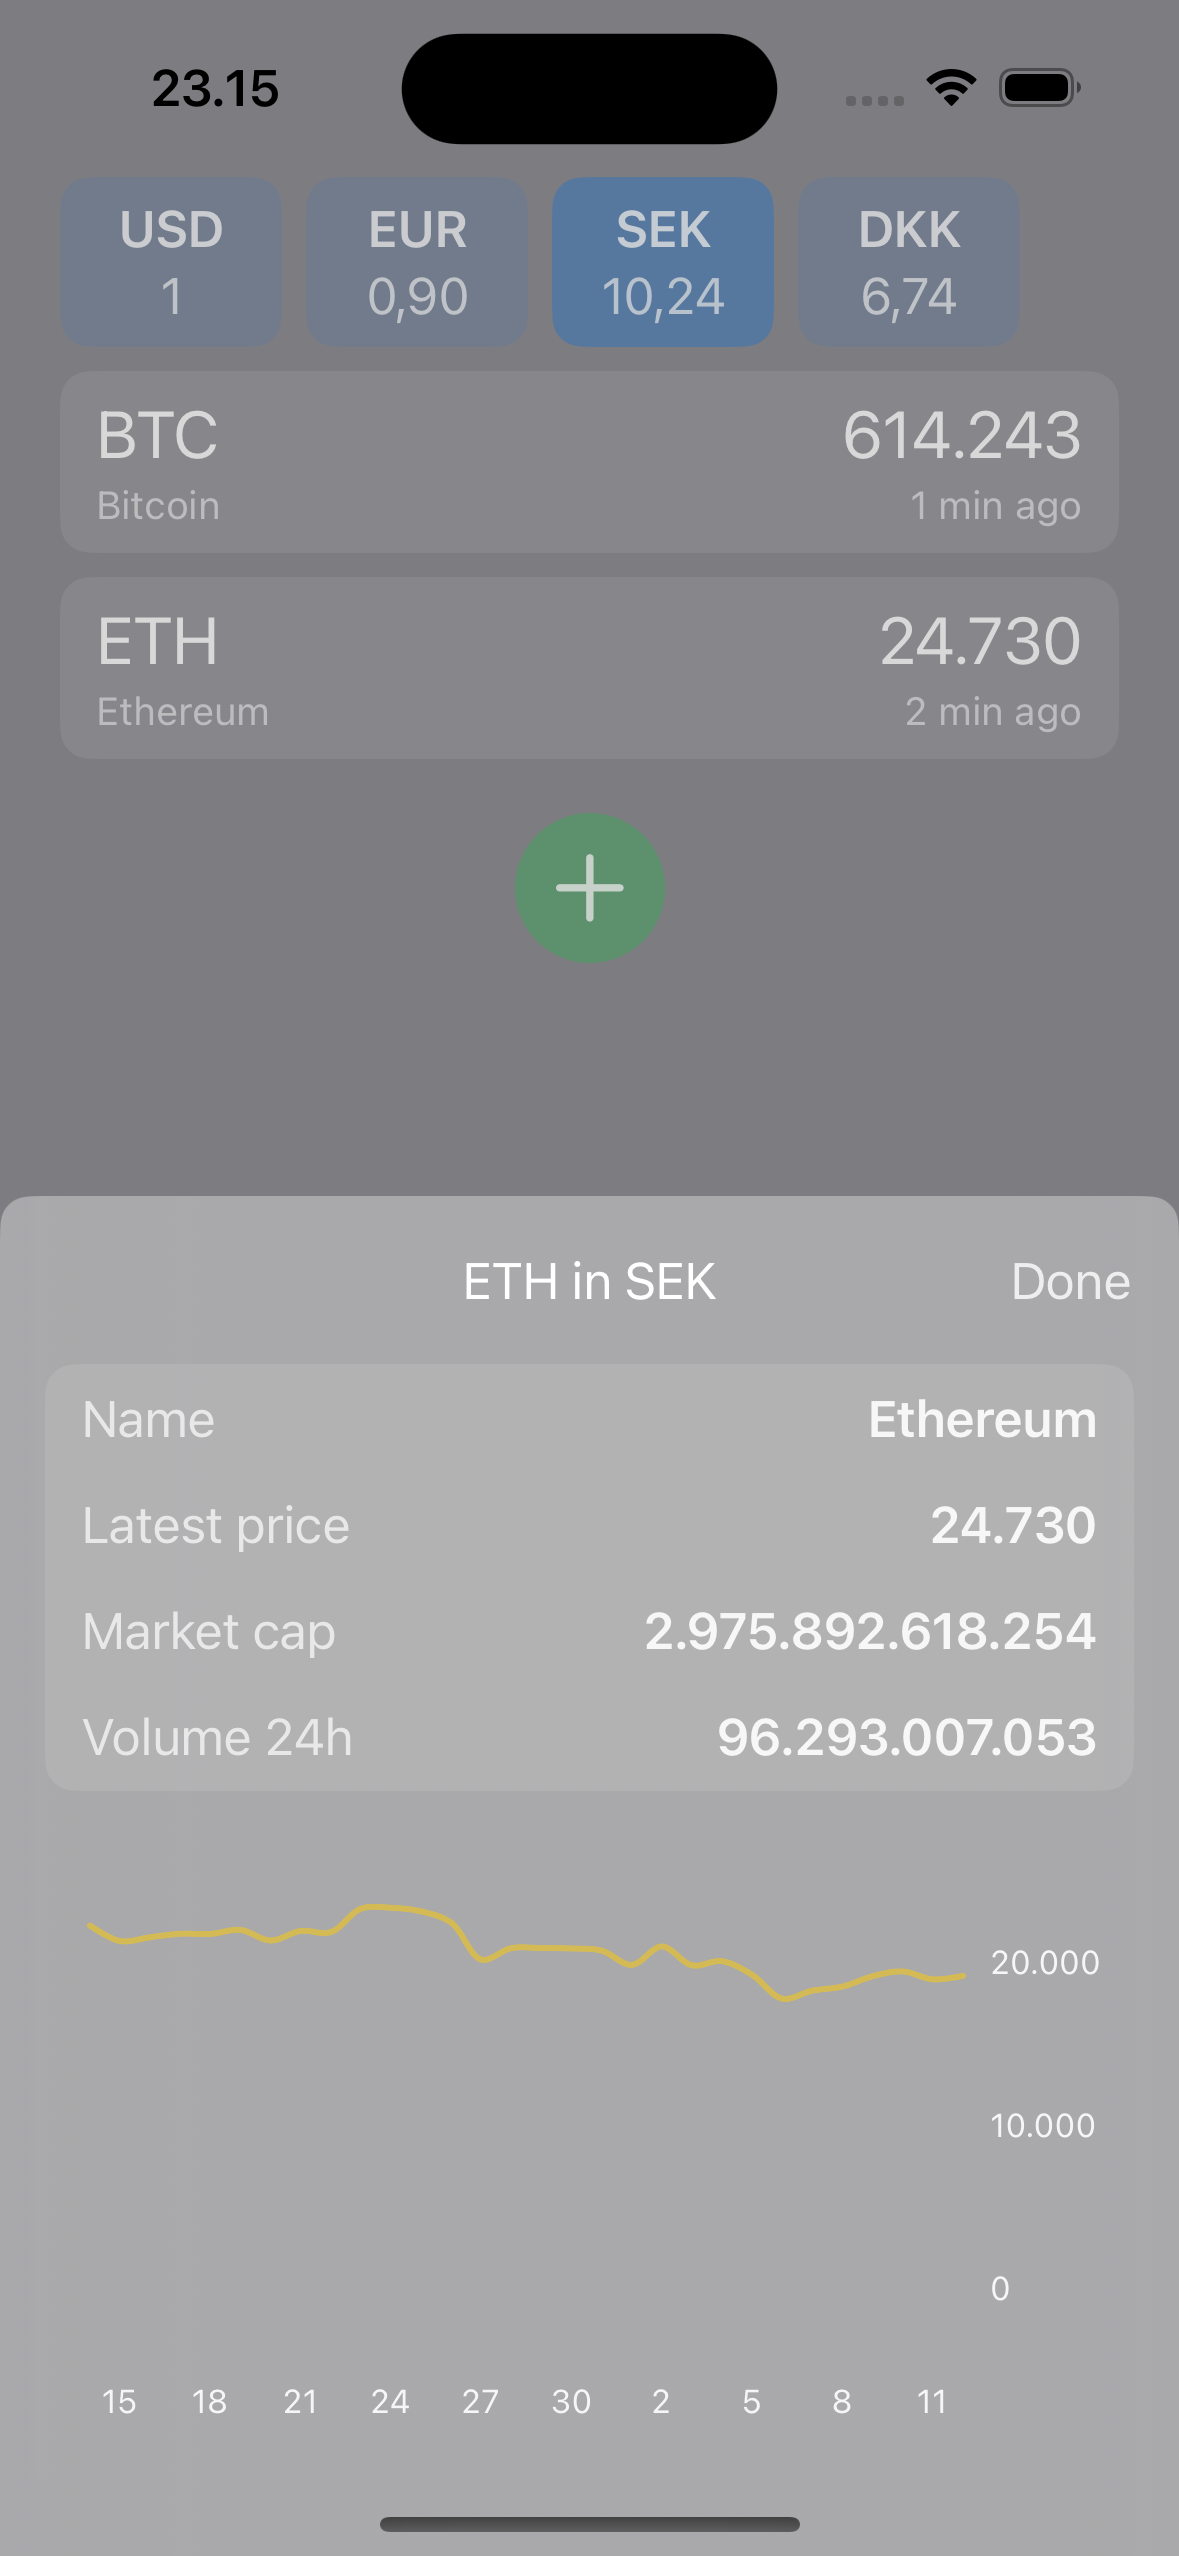 23.15
USD EUR SEK DKK
1 0,90 10,24 6,74
BTC 614.243
Bitcoin 1 min ago
ETH 24.730
Ethereum 2 min ago
ETH in SEK Done
Name Ethereum
Latest price 24.730
Market cap 2.975.892.618.254
Volume 24h 96.293.007.053
20.000
10.000
0
15 18 21 24 27 30 2 5 8 11